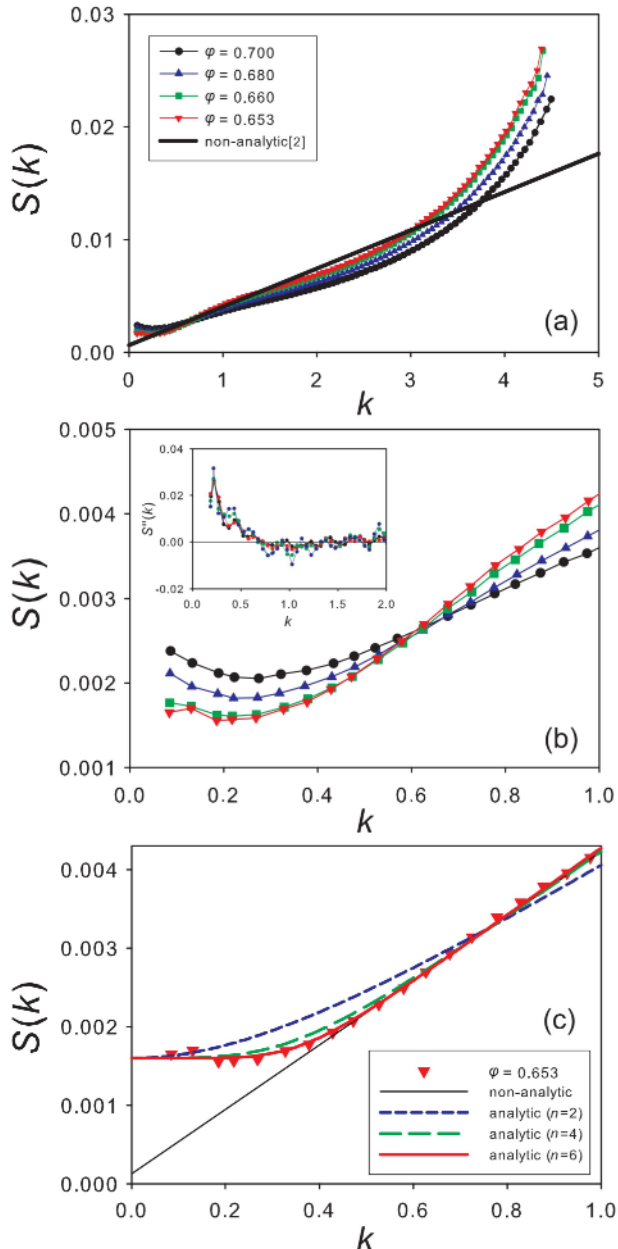 0.03
0.02
0.01
0.00
S(k)
φ = 0.700
φ = 0.680
φ = 0.660
φ = 0.653
non-analytic[2]
(a)
0 1 2 3 4 5
k
0.005
0.004
0.003
0.002
0.001
S(k)
0.04
0.02
0.00
-0.02
S"(k)
0.0 0.5 1.0 1.5 2.0
k
(b)
0.0 0.2 0.4 0.6 0.8 1.0
k
0.004
0.003
0.002
0.001
0.000
S(k)
(c)
φ = 0.653
non-analytic
analytic (n=2)
analytic (n=4)
analytic (n=6)
0.0 0.2 0.4 0.6 0.8 1.0
k